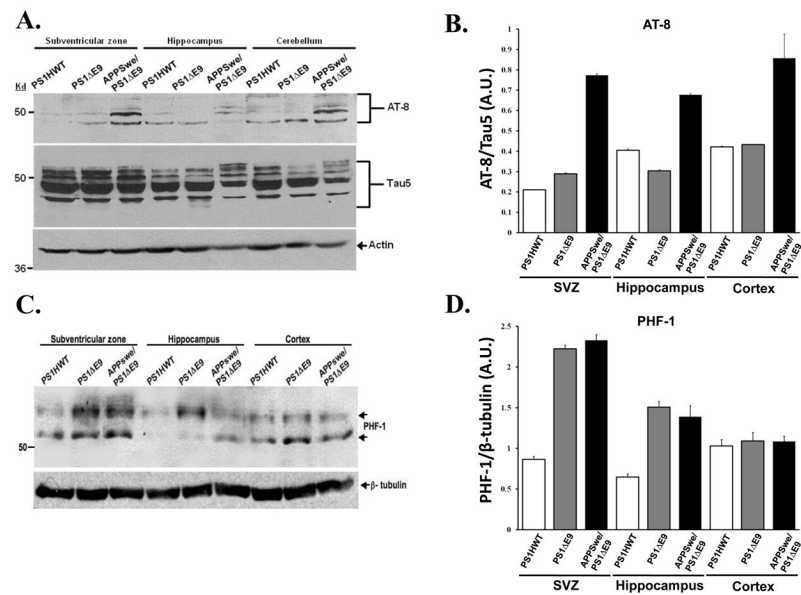 A.
Subventricular zone Hippocampus Cerebellum
PS1HWT PS1ΔE9 APPSwe/PS1ΔE9 PS1HWT PS1ΔE9 APPSwe/PS1ΔE9 PS1HWT PS1ΔE9 APPSwe/PS1ΔE9
Kd
50
AT-8
50
Tau5
Actin
36
B.
AT-8
AT-8/Tau5 (A.U.)
1
0.9
0.8
0.7
0.6
0.5
0.4
0.3
0.2
0.1
0
PS1HWT PS1ΔE9 APPSwe/PS1ΔE9 PS1HWT PS1ΔE9 APPSwe/PS1ΔE9 PS1HWT PS1ΔE9 APPSwe/PS1ΔE9
SVZ Hippocampus Cortex
C.
Subventricular zone Hippocampus Cortex
PS1HWT PS1ΔE9 APPswe/PS1ΔE9 PS1HWT PS1ΔE9 APPswe/PS1ΔE9 PS1HWT PS1ΔE9 APPswe/PS1ΔE9
PHF-1
50
β- tubulin
D.
PHF-1
PHF-1/β-tubulin (A.U.)
2.5
2
1.5
1
0.5
0
PS1HWT PS1ΔE9 APPSwe/PS1ΔE9 PS1HWT PS1ΔE9 APPSwe/PS1ΔE9 PS1HWT PS1ΔE9 APPSwe/PS1ΔE9
SVZ Hippocampus Cortex